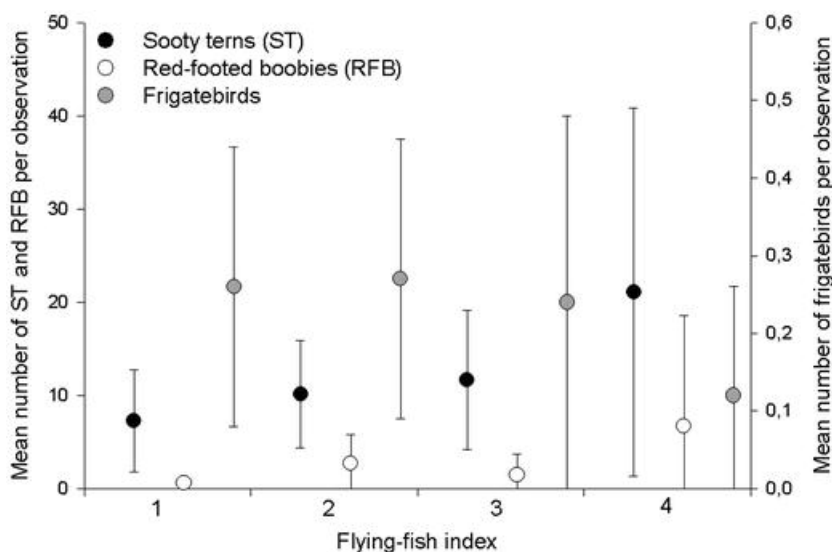 50
40
30
20
10
0
Mean number of ST and RFB per observation
Sooty terns (ST)
Red-footed boobies (RFB)
Frigatebirds
0,6
0,5
0,4
0,3
0,2
0,1
0,0
Mean number of frigatebirds per observation
1 2 3 4
Flying-fish index